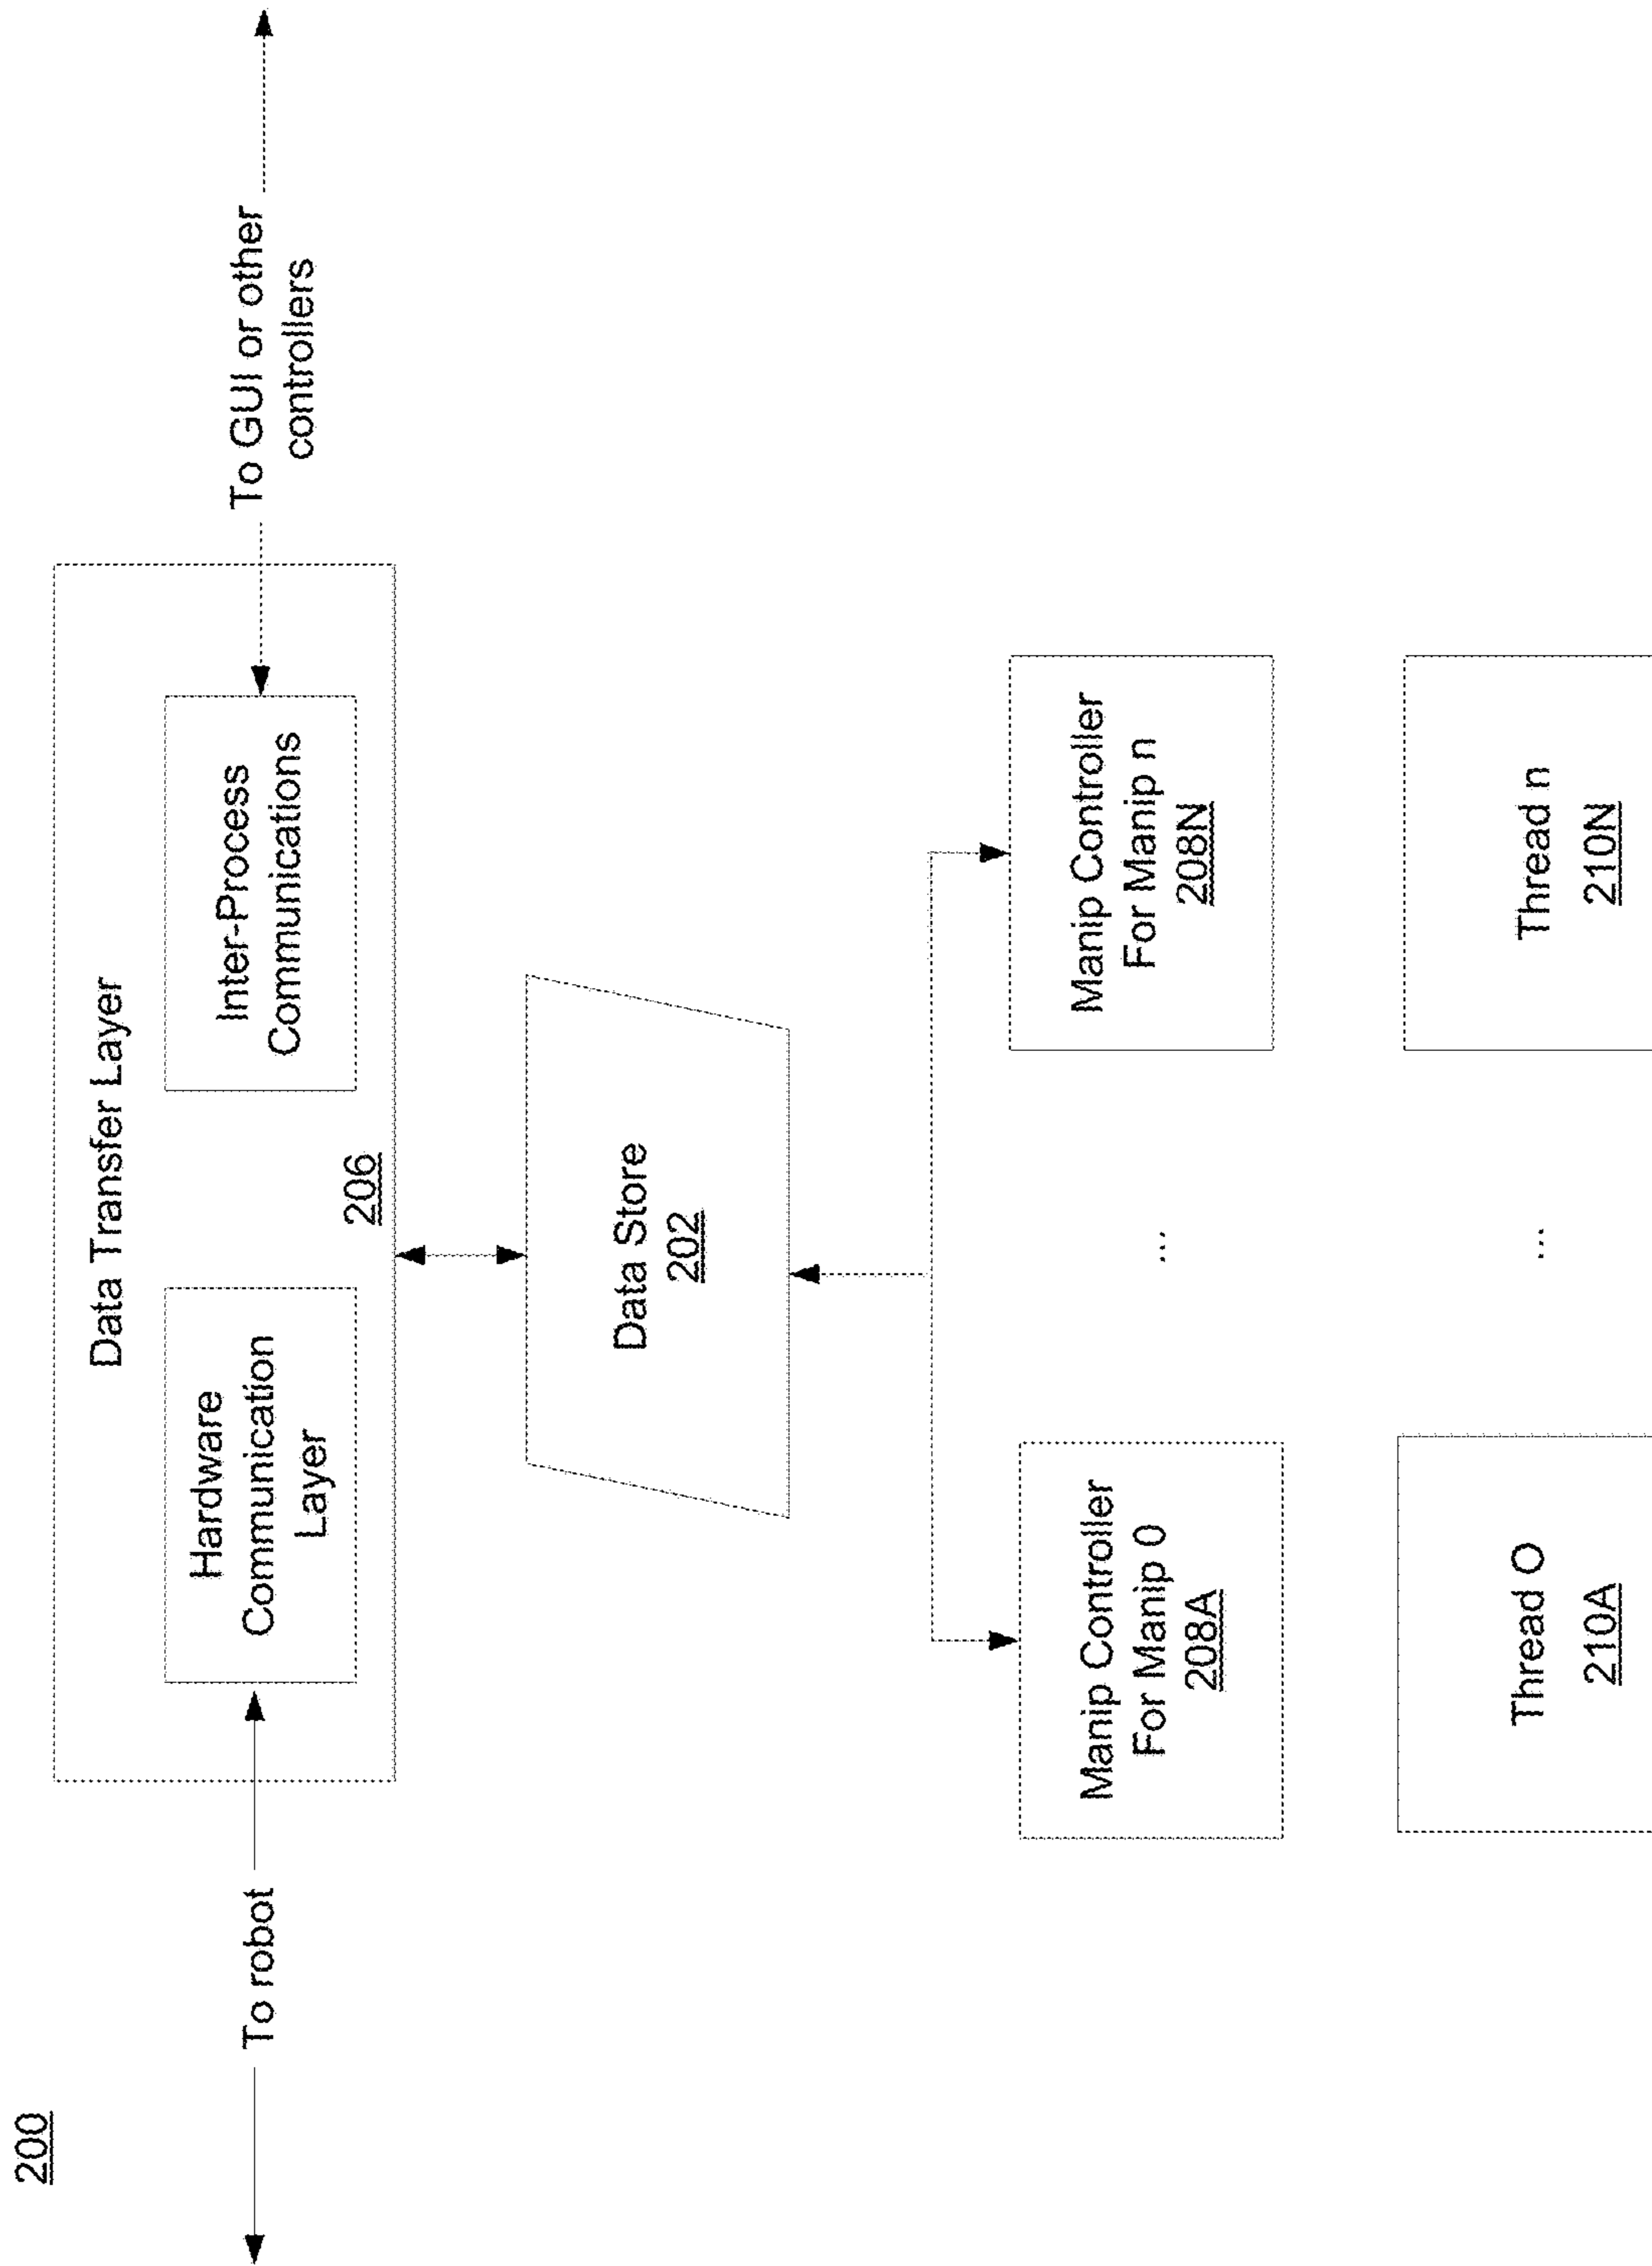 200
Data Transfer Layer
To robot
Hardware
Communication
Layer
Inter-Process
Communications
To GUI or other
controllers
206
Data Store
202
Manip Controller
For Manip 0
208A
...
Manip Controller
For Manip n
208N
Thread O
210A
...
Thread n
210N